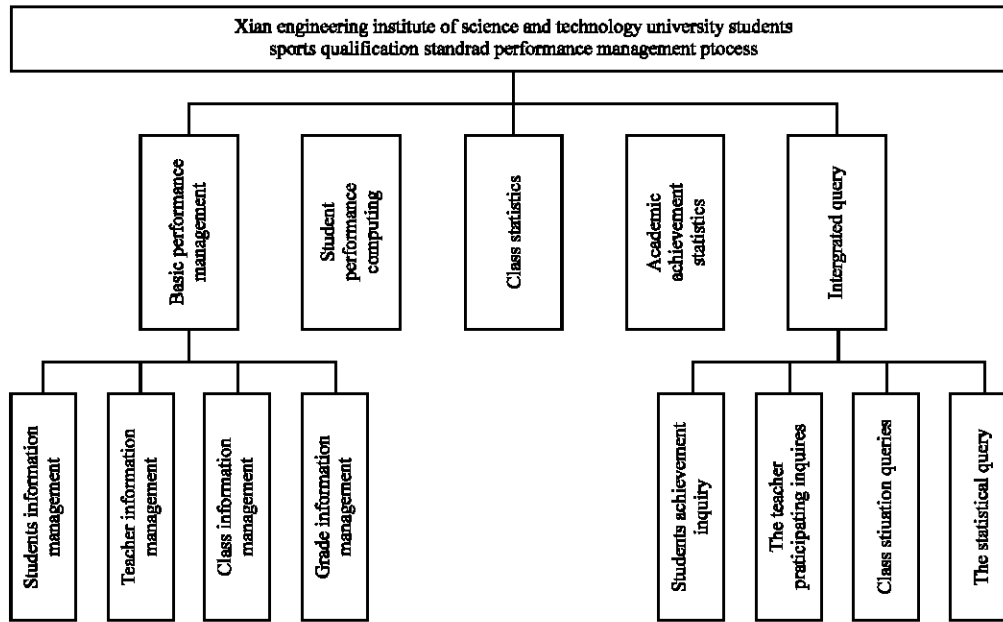 Xian engineering institute of science and technology university students
sports qualification standrad performance management ptocess
Basic performance
management
Student
performance
computing
Class statistics
Academic
achievement
statistics
Intergrated query
Students information
management
Teacher information
management
Class information
management
Grade information
management
Students achievement
inquiry
The teacher
praticipating inquires
Class stiuation queries
The statistical query